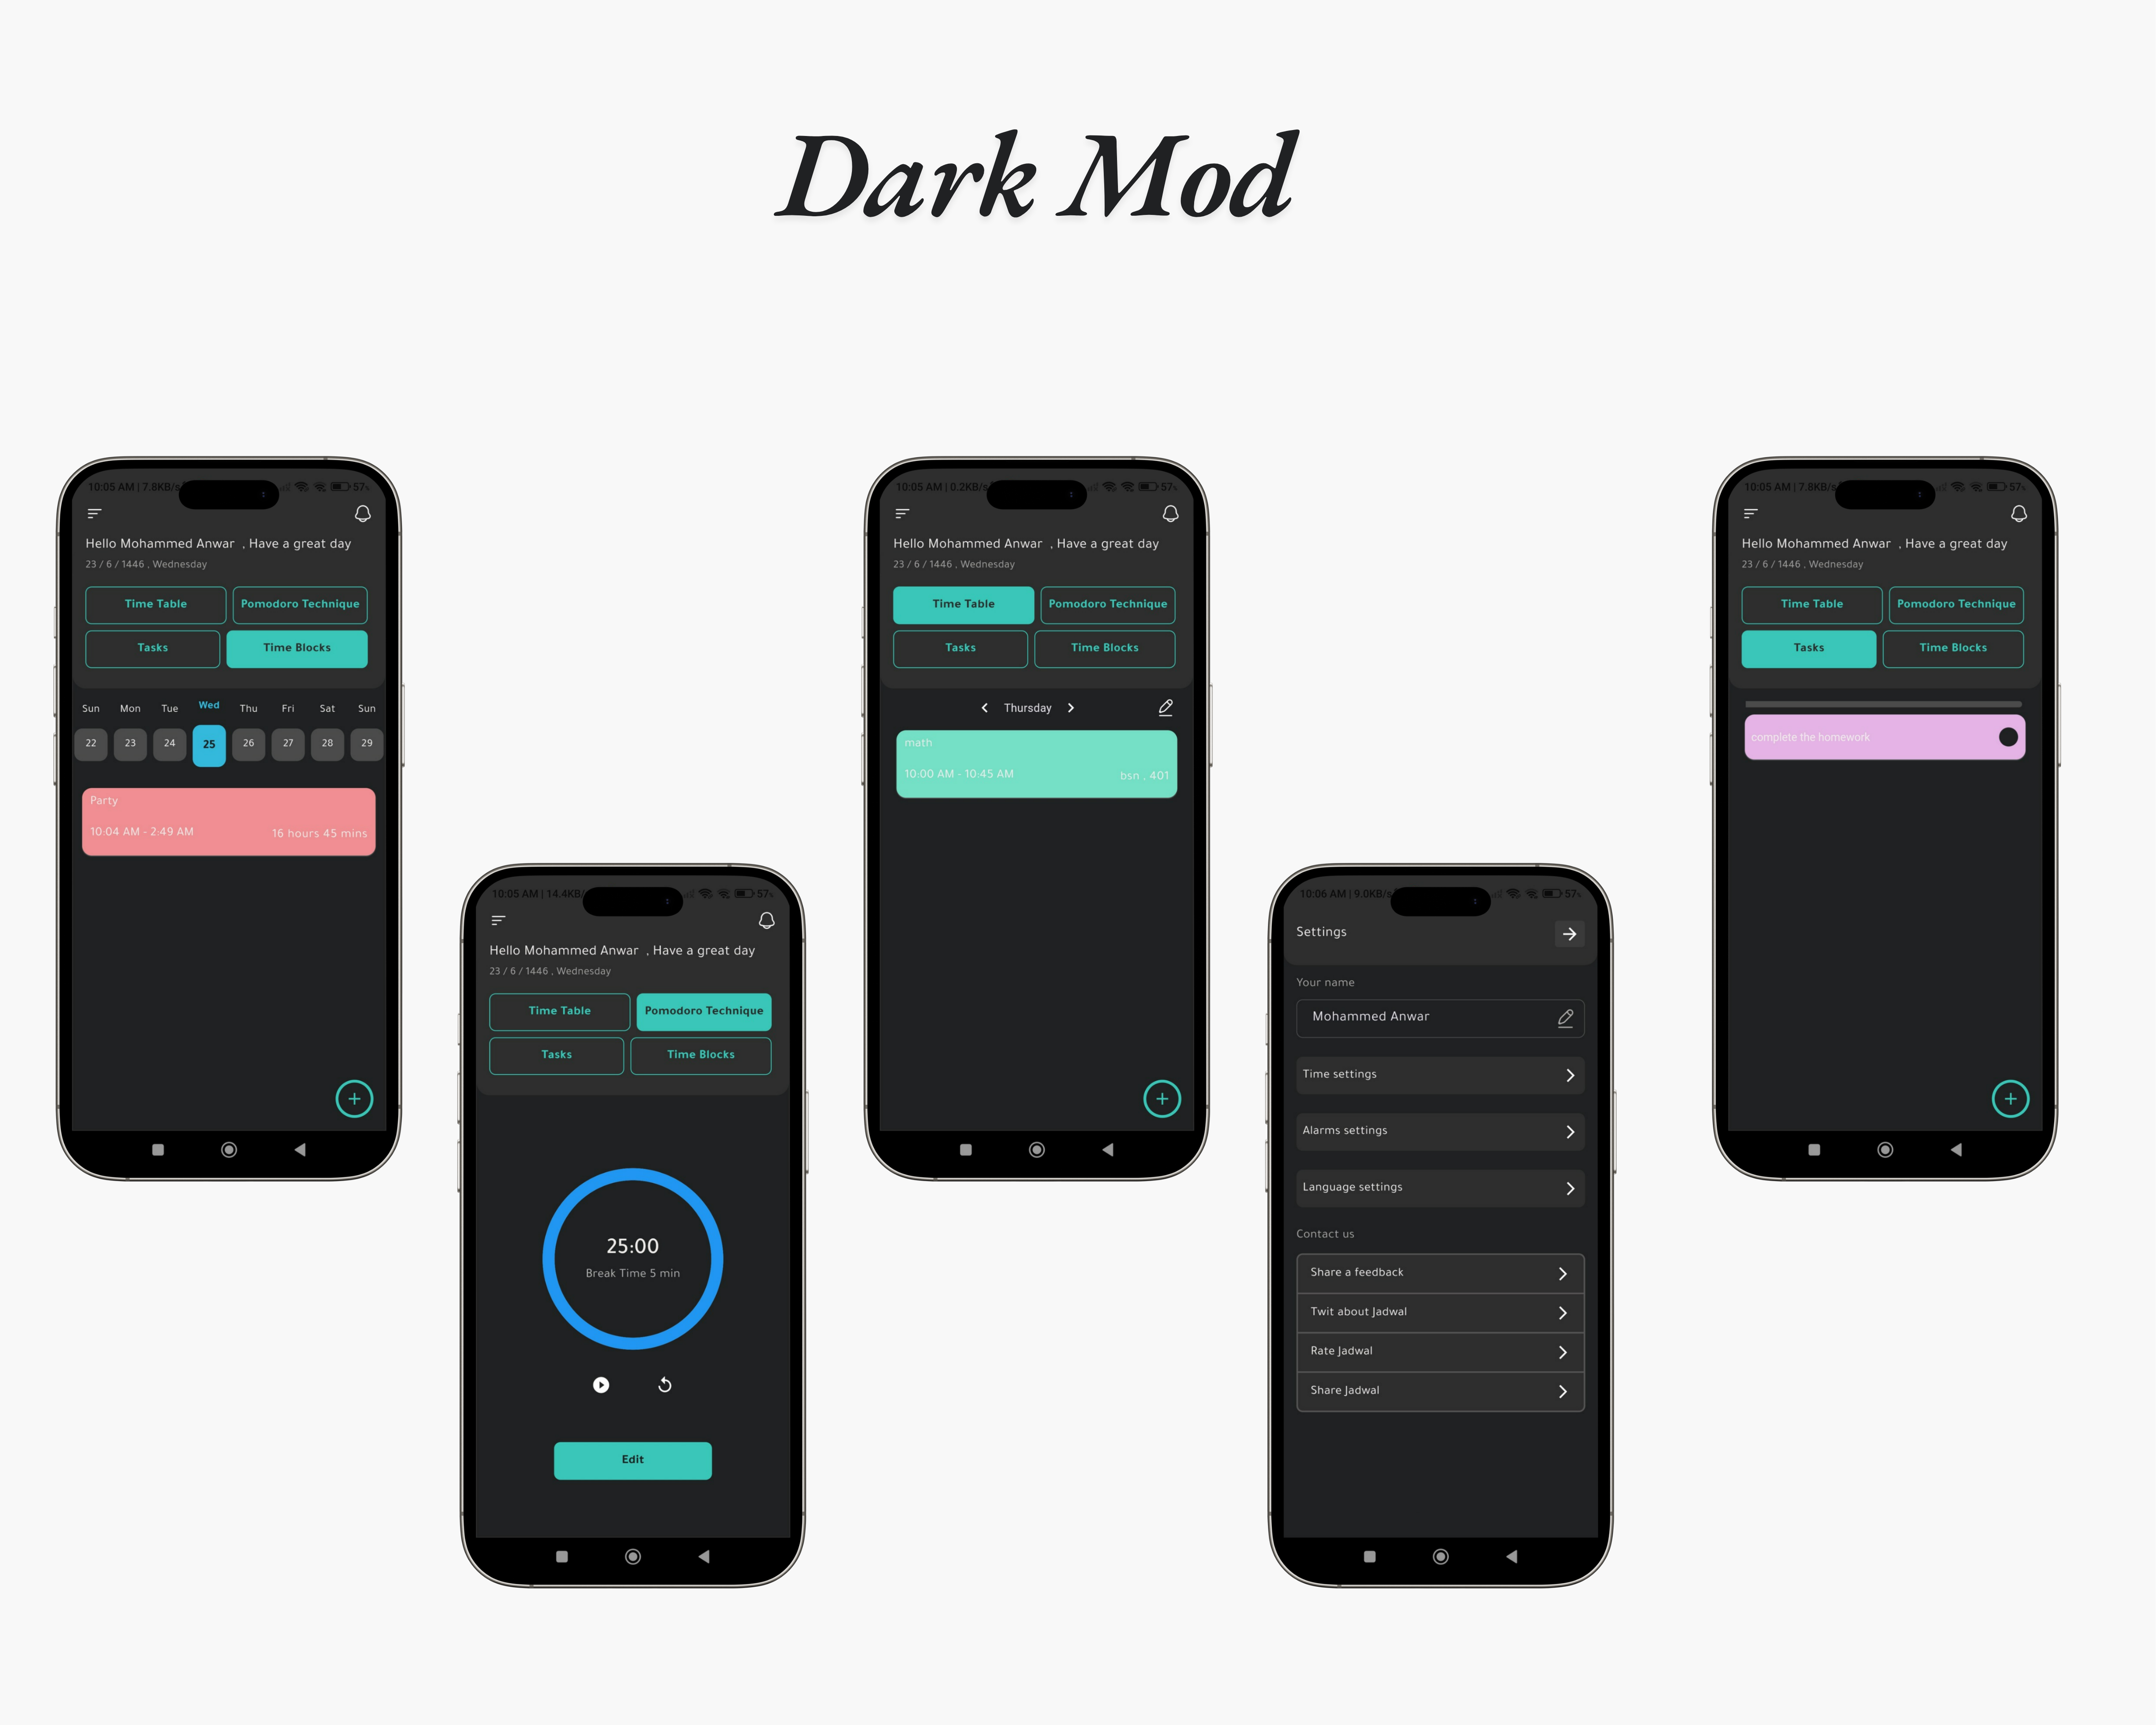 Dark Mod
10:05 AM | 7.8KB/s 57%
Hello Mohammed Anwar , Have a great day
23 / 6 / 1446 , Wednesday
Time Table Pomodoro Technique
Tasks Time Blocks
Sun Mon Tue Wed Thu Fri Sat Sun
22 23 24 25 26 27 28 29
Party
10:04 AM - 2:49 AM 16 hours 45 mins
10:05 AM | 14.4KB/ 57%
Hello Mohammed Anwar , Have a great day
23 / 6 / 1446 , Wednesday
Time Table Pomodoro Technique
Tasks Time Blocks
25:00
Break Time 5 min
Edit
10:05 AM | 0.2KB/s 57%
Hello Mohammed Anwar , Have a great day
23 / 6 / 1446 , Wednesday
Time Table Pomodoro Technique
Tasks Time Blocks
Thursday
math
10:00 AM - 10:45 AM bsn , 401
10:06 AM | 9.0KB/s 57%
Settings
Your name
Mohammed Anwar
Time settings
Alarms settings
Language settings
Contact us
Share a feedback
Twit about Jadwal
Rate Jadwal
Share Jadwal
10:05 AM | 7.8KB/s 57%
Hello Mohammed Anwar , Have a great day
23 / 6 / 1446 , Wednesday
Time Table Pomodoro Technique
Tasks Time Blocks
complete the homework